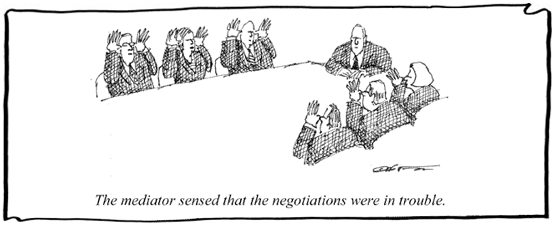 The mediator sensed that the negotiations were in trouble.